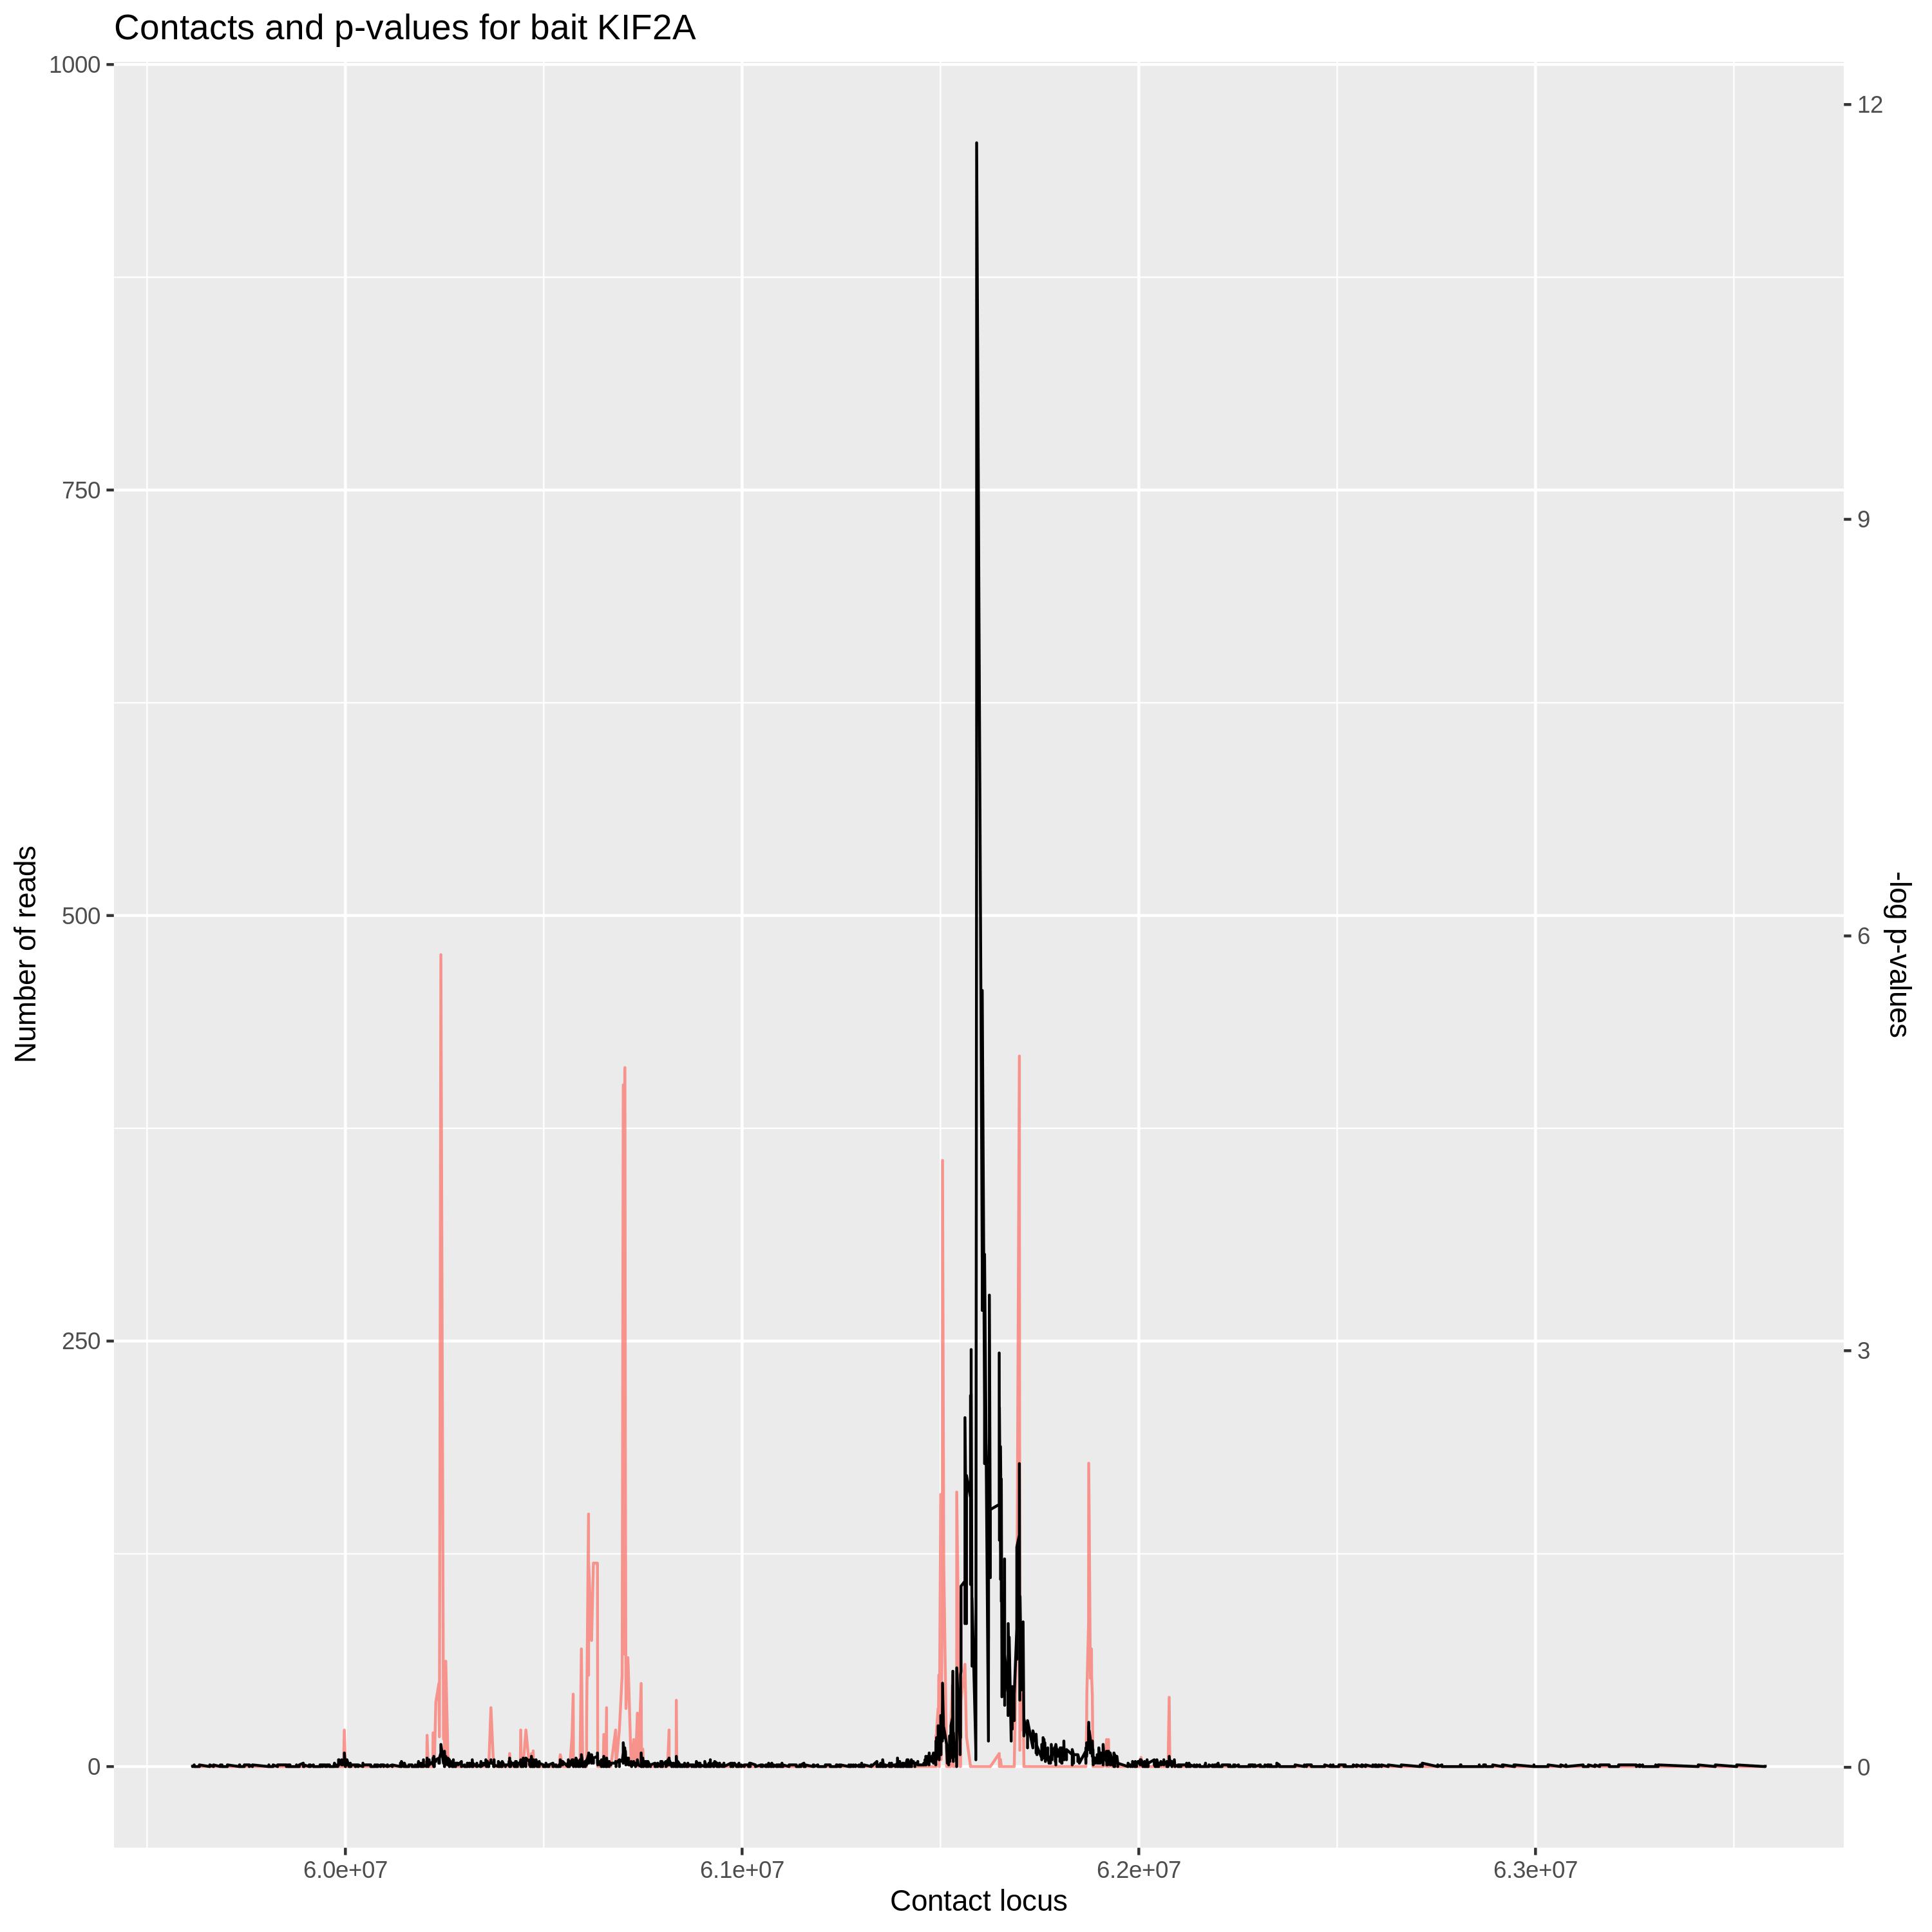 Contacts and p-values for bait KIF2A
1000
750
500
250
0
Number of reads
12
9
6
3
0
-log p-values
6.0e+07
6.1e+07
6.2e+07
6.3e+07
Contact locus